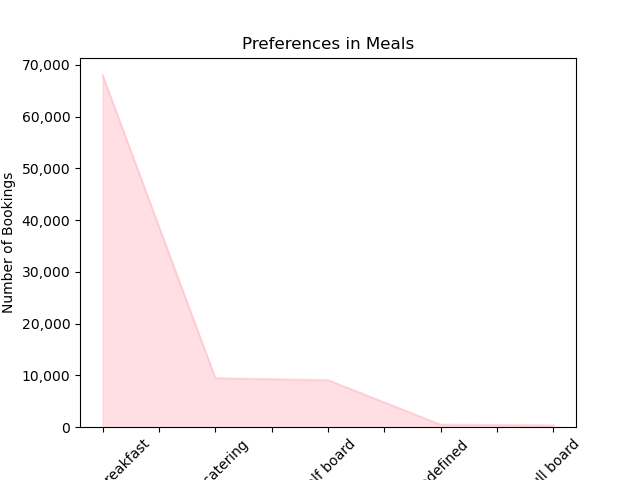 Preferences in Meals
70,000
60,000
50,000
40,000
30,000
20,000
10,000
0
Number of Bookings
reakfast
catering
lf board
defined
ull board